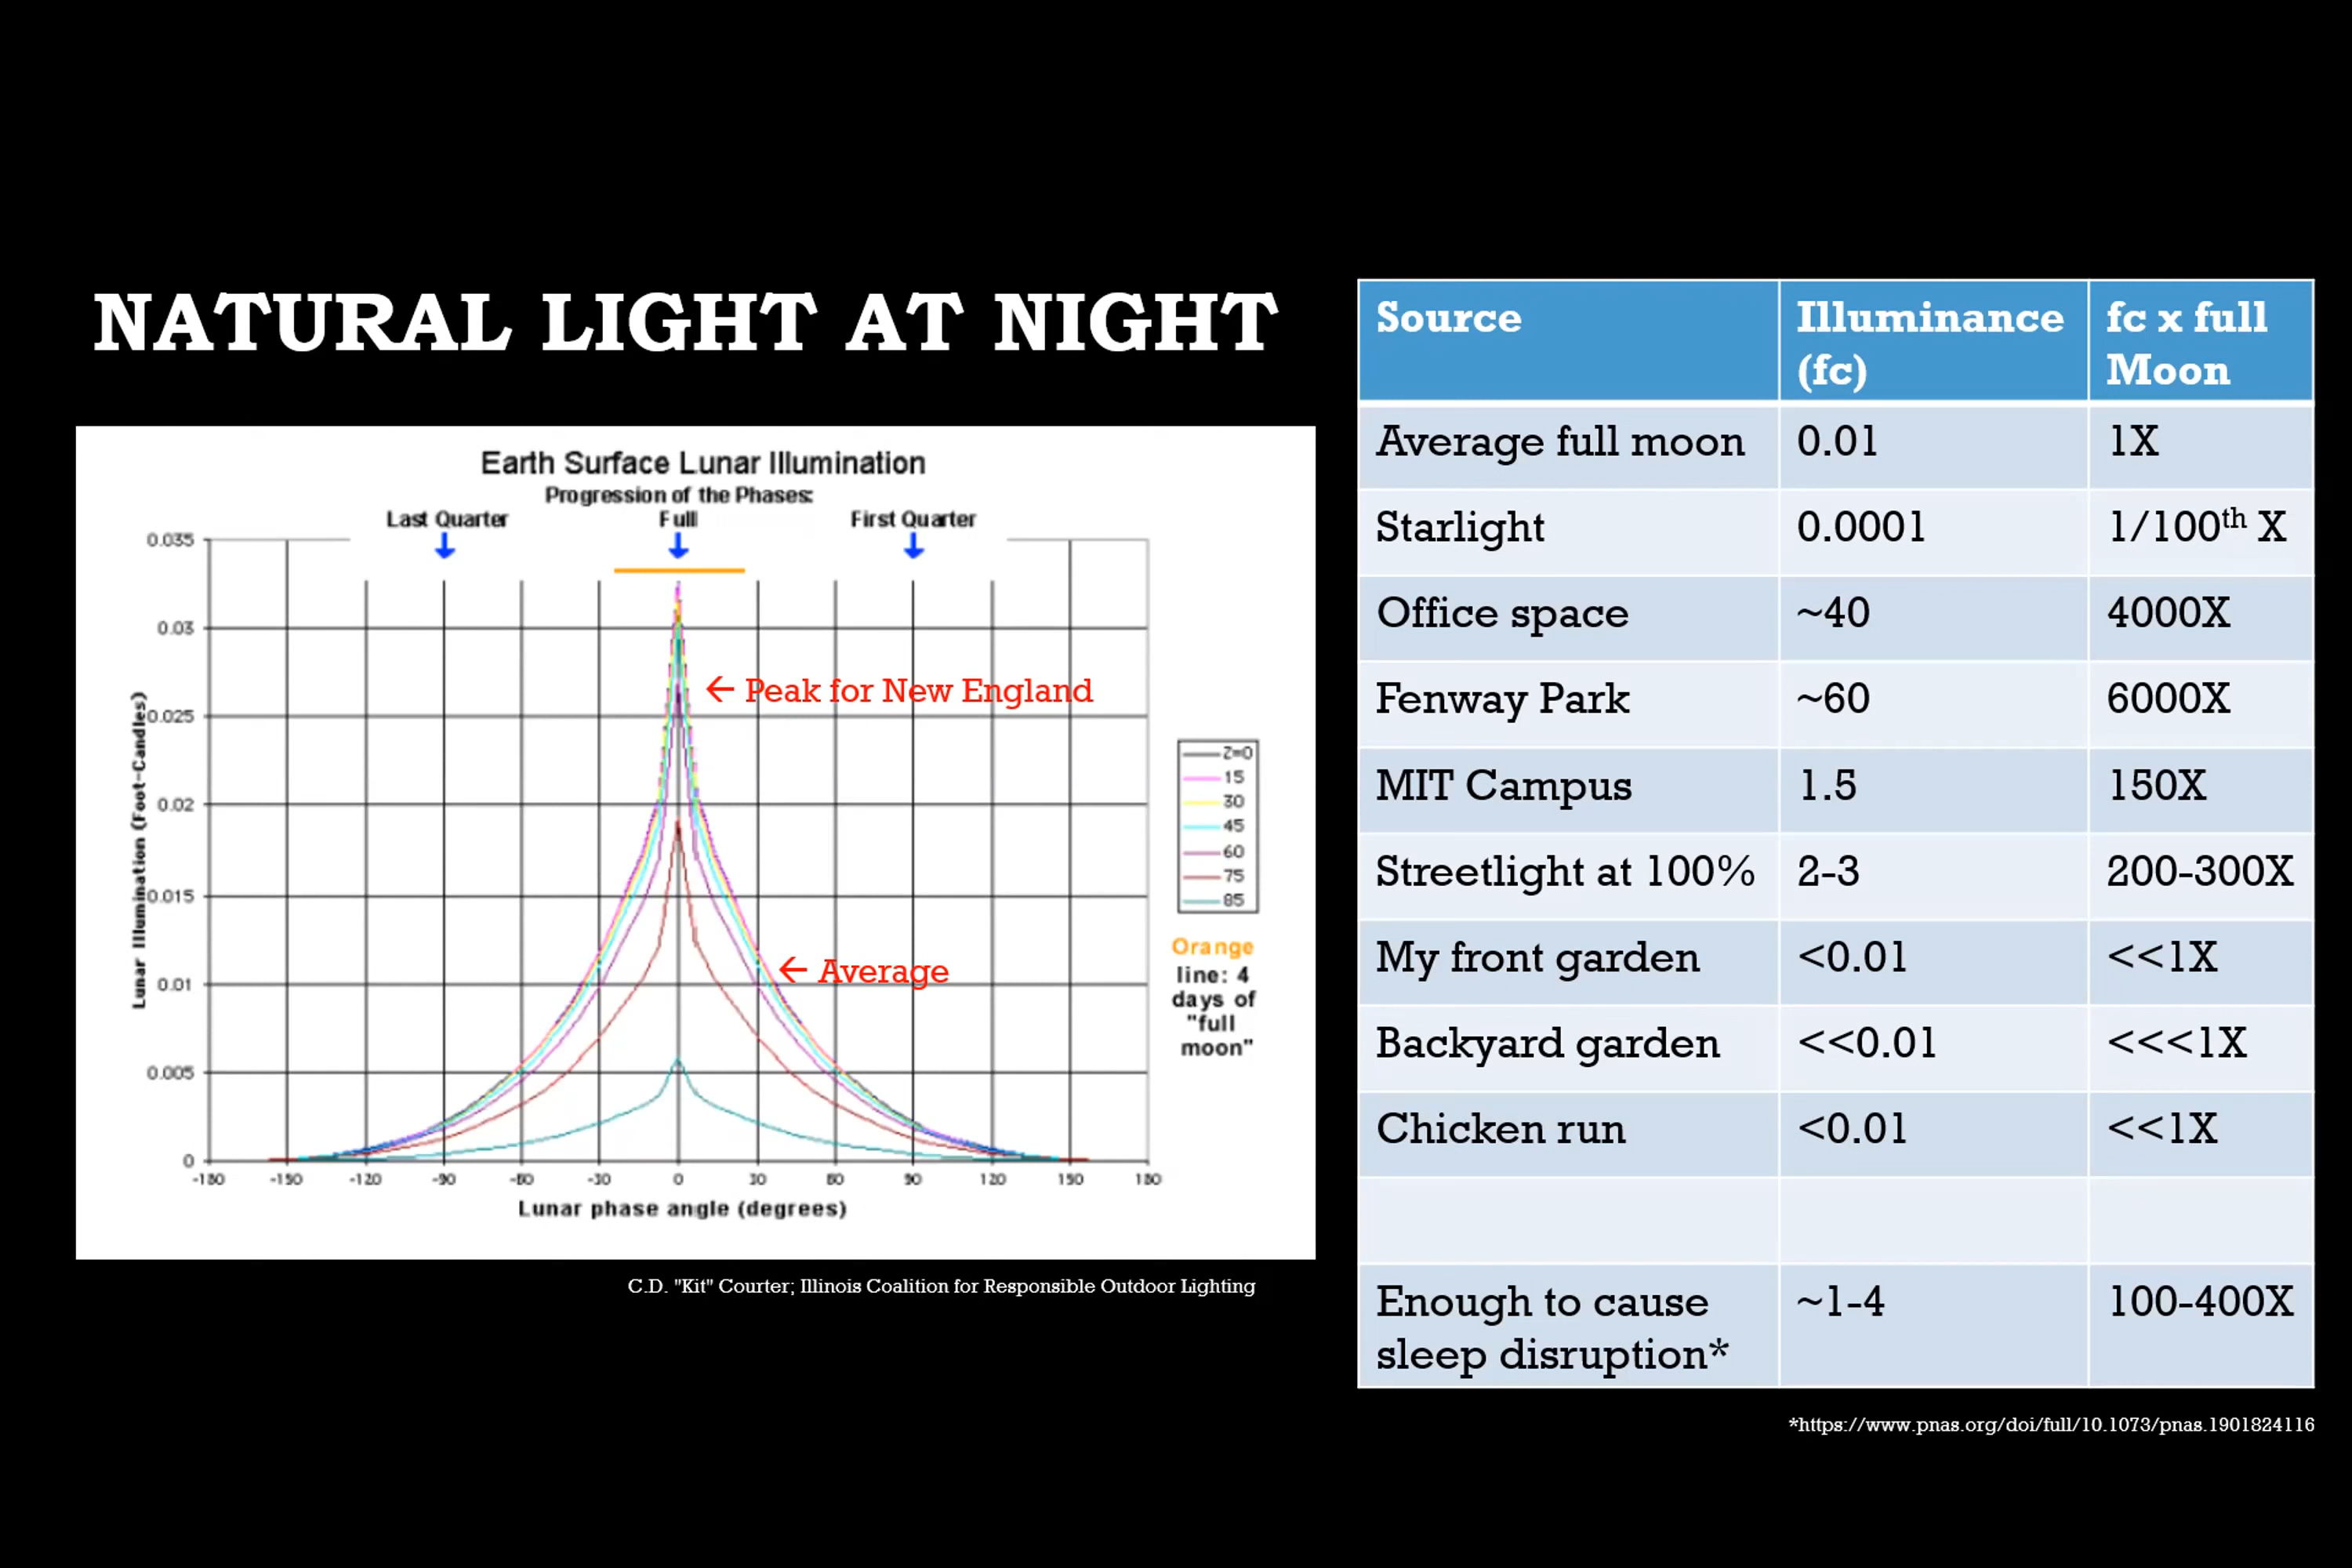 NATURAL LIGHT AT NIGHT
Earth Surface Lunar Illumination
Progression of the Phases:
Last Quarter Full First Quarter
0.035
0.03
0.025
0.02
0.015
0.01
0.005
0
Lunar Illumination (Foot-Candles)
← Peak for New England
← Average
-180 -150 -120 -90 -60 -30 0 30 60 90 120 150 180
Lunar phase angle (degrees)
Z=0
15
30
45
60
75
85
Orange
line: 4
days of
"full
moon"
C.D. "Kit" Courter; Illinois Coalition for Responsible Outdoor Lighting
Source Illuminance (fc) fc x full Moon
Average full moon 0.01 1X
Starlight 0.0001 1/100th X
Office space ~40 4000X
Fenway Park ~60 6000X
MIT Campus 1.5 150X
Streetlight at 100% 2-3 200-300X
My front garden <0.01 <<1X
Backyard garden <<0.01 <<<1X
Chicken run <0.01 <<1X
Enough to cause ~1-4 100-400X
sleep disruption*
*https://www.pnas.org/doi/full/10.1073/pnas.1901824116